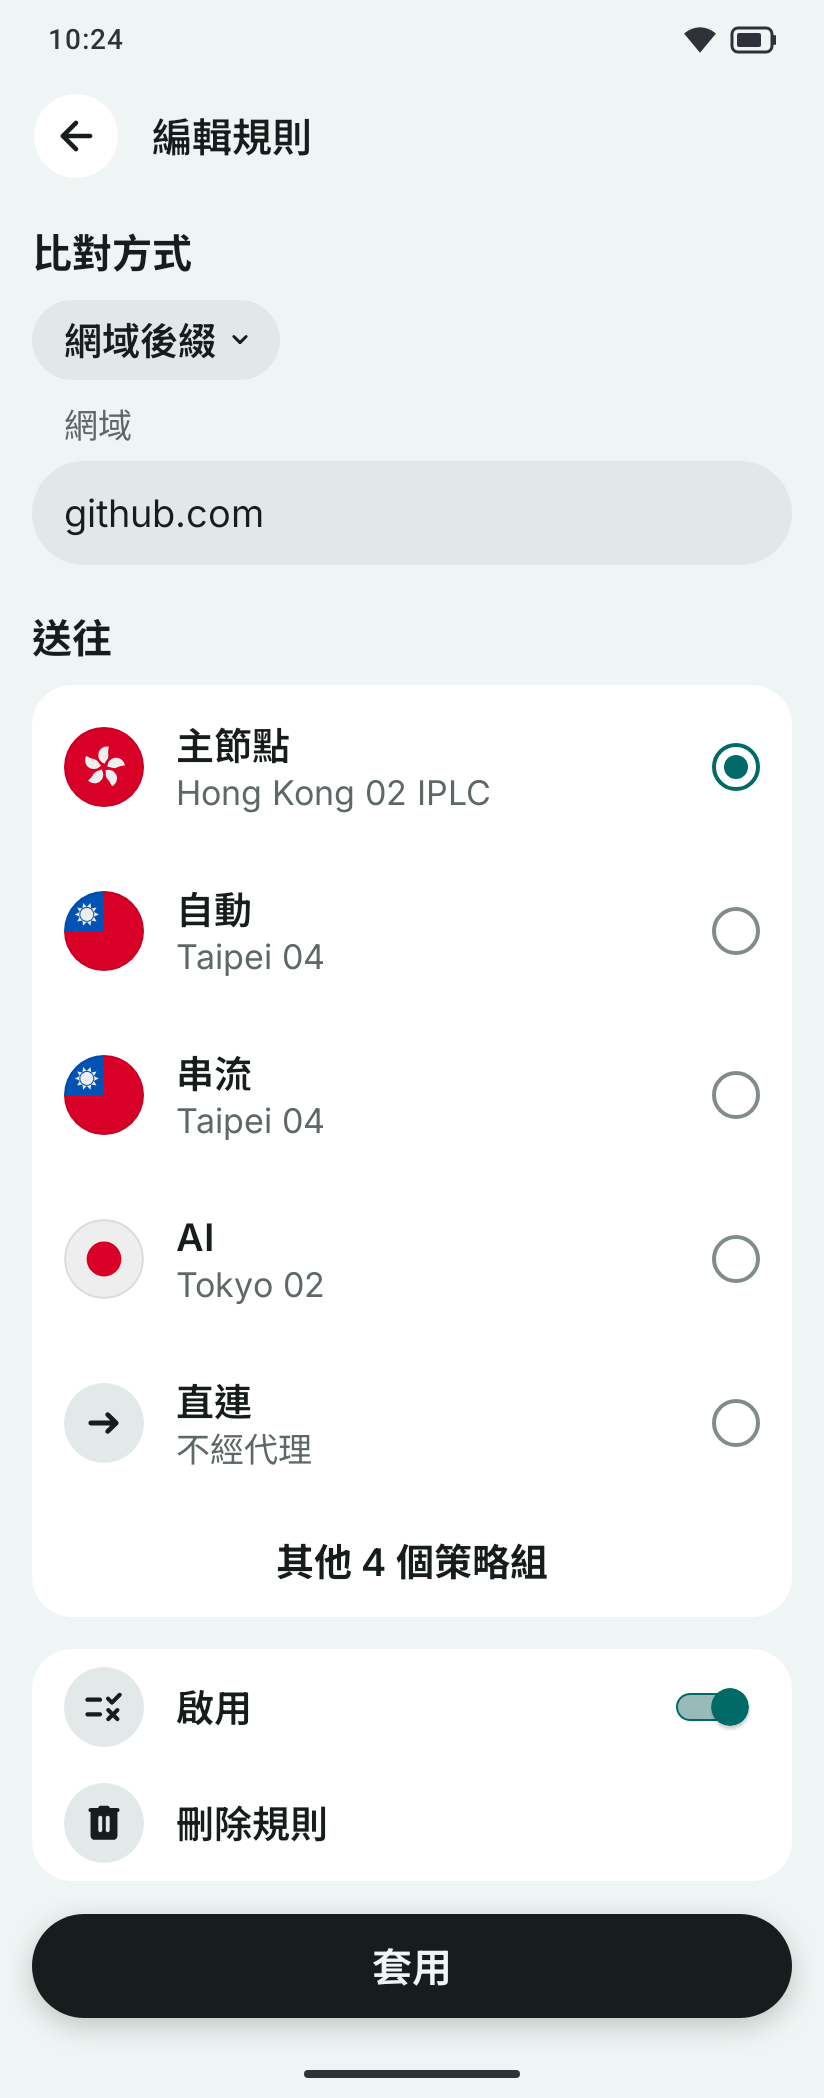 10:24
編輯規則
比對方式
網域後綴
網域
github.com
送往
主節點
Hong Kong 02 IPLC
自動
Taipei 04
串流
Taipei 04
AI
Tokyo 02
直連
不經代理
其他 4 個策略組
啟用
刪除規則
套用